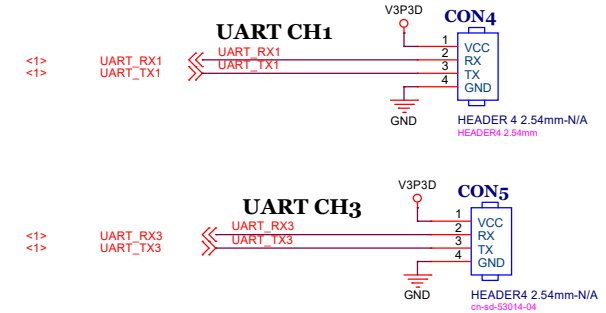 V3P3D
CON4
UART CH1
1 VCC
<1> UART_RX1 UART_RX1 2 RX
<1> UART_TX1 UART_TX1 3 TX
4 GND
GND
HEADER 4 2.54mm-N/A
HEADER4 2.54mm
V3P3D
CON5
UART CH3
1 VCC
<1> UART_RX3 UART_RX3 2 RX
<1> UART_TX3 UART_TX3 3 TX
4 GND
GND
HEADER4 2.54mm-N/A
cn-sd-53014-04